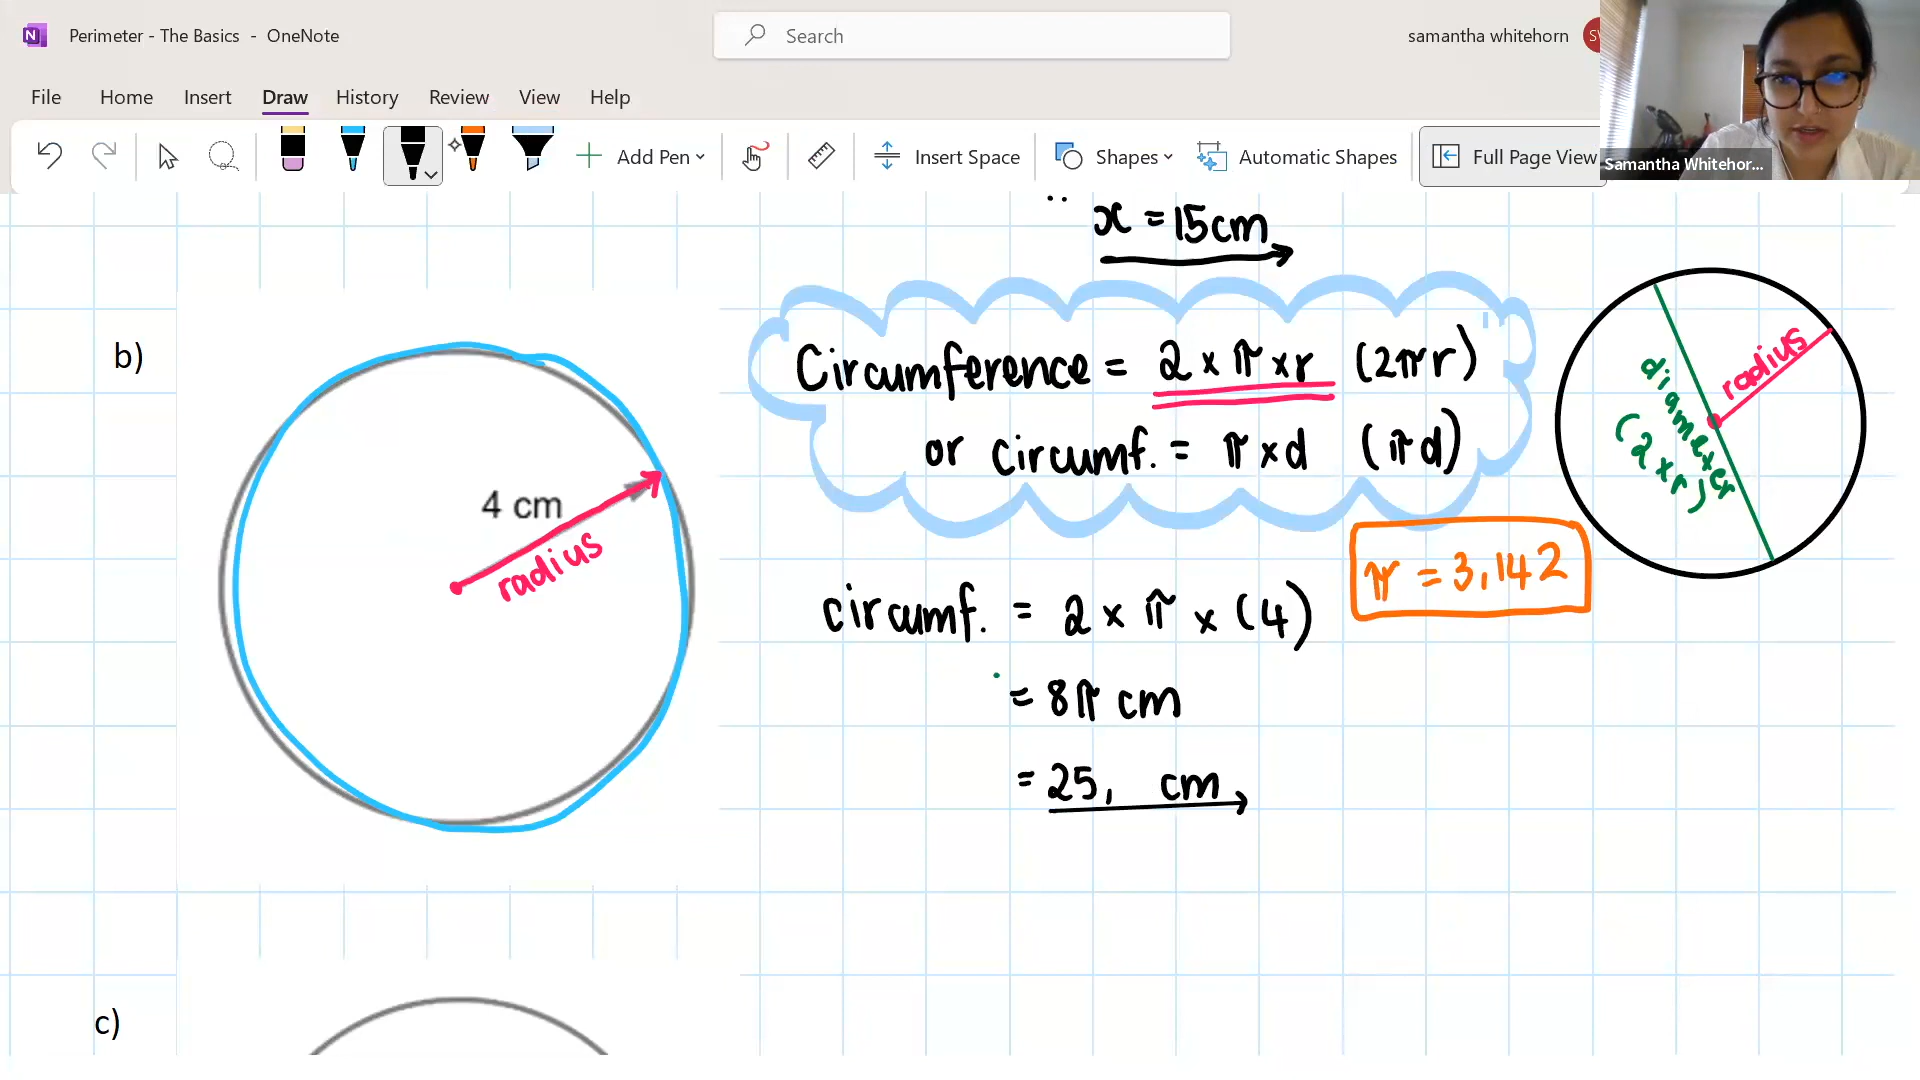 Perimeter - The Basics - OneNote
Search
samantha whitehorn
File Home Insert Draw History Review View Help
Add Pen
Insert Space
Shapes
Automatic Shapes
Full Page View
Samantha Whitehor...
x = 15cm
b)
Circumference = 2 × π × r (2πr)
or circumf. = π × d (πd)
radius
diameter
(2 × r)
4 cm
radius
π = 3,142
circumf. = 2 × π × (4)
= 8π cm
= 25, cm
c)